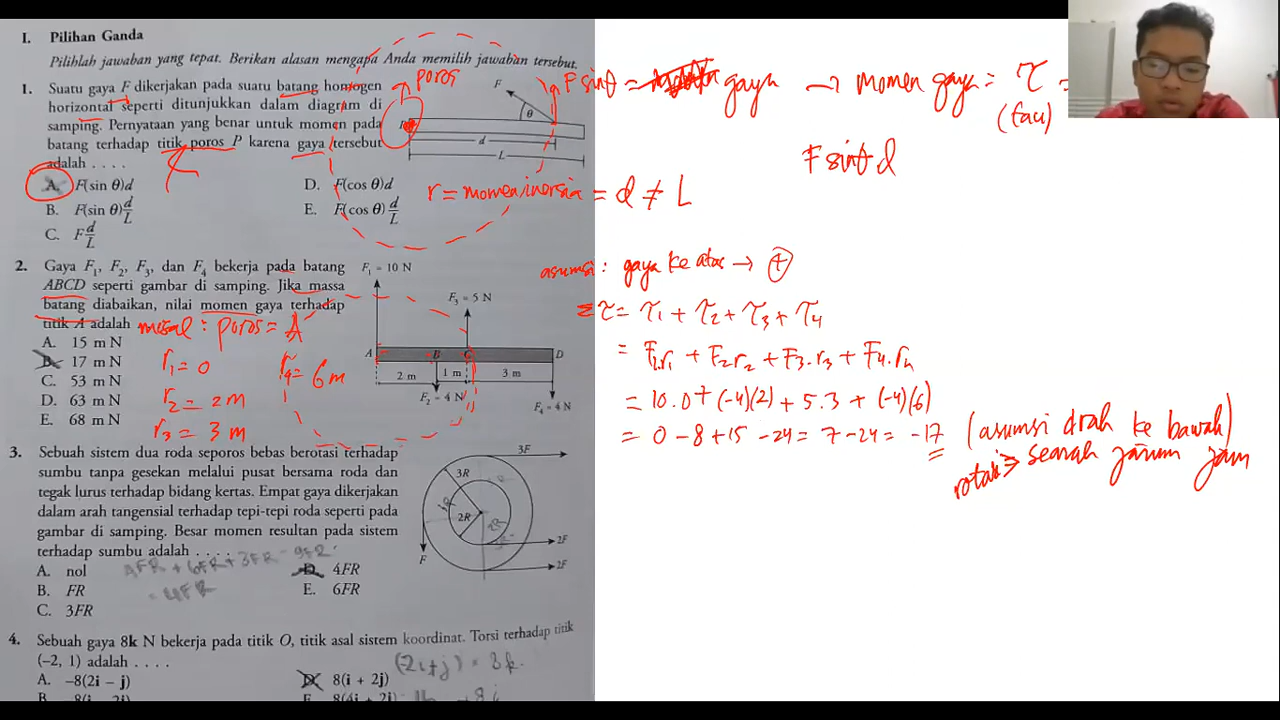 I. Pilihan Ganda
Pilihlah jawaban yang tepat. Berikan alasan mengapa Anda memilih jawaban tersebut.
1. Suatu gaya F dikerjakan pada suatu batang homogen
horizontal seperti ditunjukkan dalam diagram di
samping. Pernyataan yang benar untuk momen pada
batang terhadap titik poros P karena gaya tersebut
adalah . . . .
A. F(sin θ)d
B. F(sin θ) d/L
C. F d/L
D. F(cos θ)d
E. F(cos θ) d/L
poros
F
θ
d
L
F sinθ = gaya → momen gaya = τ =
(tau)
F sinθ d
r = momen inersia = d ≠ L
2. Gaya F₁, F₂, F₃, dan F₄ bekerja pada batang
ABCD seperti gambar di samping. Jika massa
batang diabaikan, nilai momen gaya terhadap
titik A adalah
A. 15 m N
B. 17 m N
C. 53 m N
D. 63 m N
E. 68 m N
misal : poros = A
r₁ = 0
r₂ = 2 m
r₃ = 3 m
r₄ = 6 m
F₁ = 10 N
F₃ = 5 N
A B C D
2 m 1 m 3 m
F₂ = 4 N
F₄ = 4 N
asumsi : gaya ke atas → +
Στ = τ₁ + τ₂ + τ₃ + τ₄
= F₁.r₁ + F₂r₂ + F₃.r₃ + F₄.r₄
= 10.0 + (-4)(2) + 5.3 + (-4)(6)
= 0 - 8 + 15 - 24 = 7 - 24 = -17 (asumsi arah ke bawah)
rotasi ⇒ searah jarum jam
3. Sebuah sistem dua roda seporos bebas berotasi terhadap
sumbu tanpa gesekan melalui pusat bersama roda dan
tegak lurus terhadap bidang kertas. Empat gaya dikerjakan
dalam arah tangensial terhadap tepi-tepi roda seperti pada
gambar di samping. Besar momen resultan pada sistem
terhadap sumbu adalah . . . .
A. nol
B. FR
C. 3FR
D. 4FR
E. 6FR
= 4FR
3F
3R
2R
F
2F
2F
4. Sebuah gaya 8k N bekerja pada titik O, titik asal sistem koordinat. Torsi terhadap titik
(-2, 1) adalah . . . .
A. -8(2i - j)
D. 8(i + 2j)
(-2i+j) × 8k